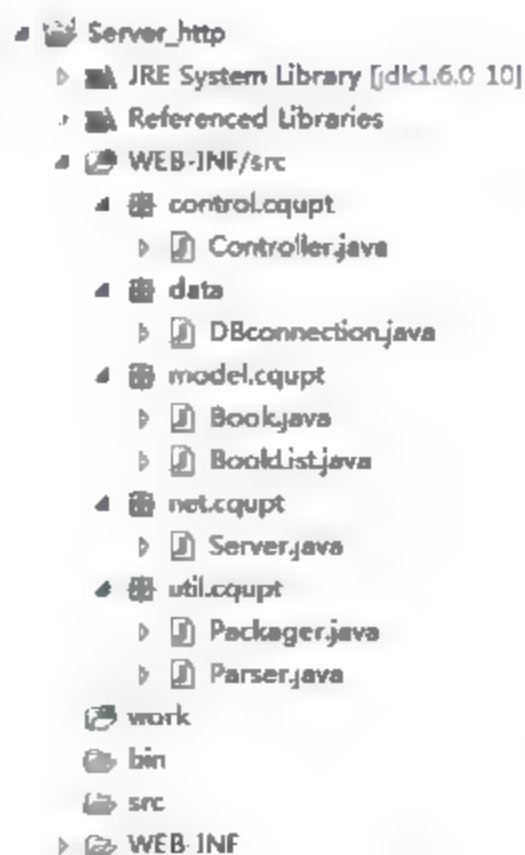 Server_http
JRE System Library [jdk1.6.0 10]
Referenced Libraries
WEB-INF/src
control.cqupt
Controller.java
data
DBconnection.java
model.cqupt
Book.java
BookList.java
net.cqupt
Server.java
util.cqupt
Packager.java
Parser.java
work
bin
src
WEB-INF